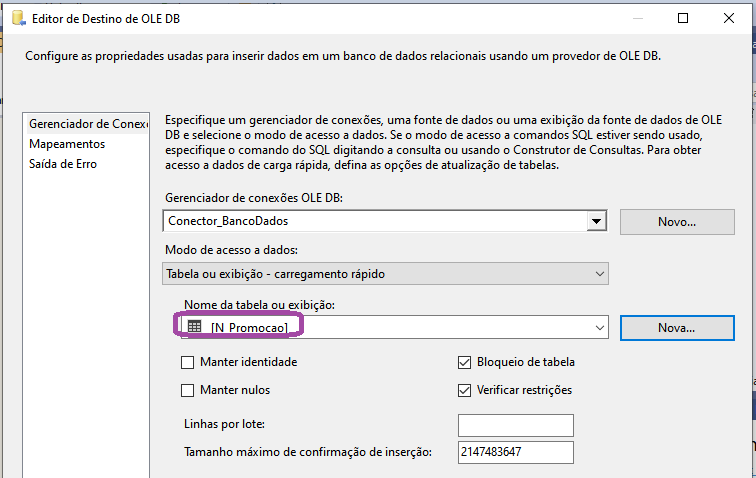 Editor de Destino de OLE DB
Configure as propriedades usadas para inserir dados em um banco de dados relacionais usando um provedor de OLE DB.
Gerenciador de Conexe
Mapeamentos
Saída de Erro
Especifique um gerenciador de conexões, uma fonte de dados ou uma exibição da fonte de dados de OLE
DB e selecione o modo de acesso a dados. Se o modo de acesso a comandos SQL estiver sendo usado,
especifique o comando do SQL digitando a consulta ou usando o Construtor de Consultas. Para obter
acesso a dados de carga rápida, defina as opções de atualização de tabelas.
Gerenciador de conexões OLE DB:
Conector_BancoDados
Novo...
Modo de acesso a dados:
Tabela ou exibição - carregamento rápido
Nome da tabela ou exibição:
[N_Promocao]
Nova...
Manter identidade
Bloqueio de tabela
Manter nulos
Verificar restrições
Linhas por lote:
Tamanho máximo de confirmação de inserção:
2147483647